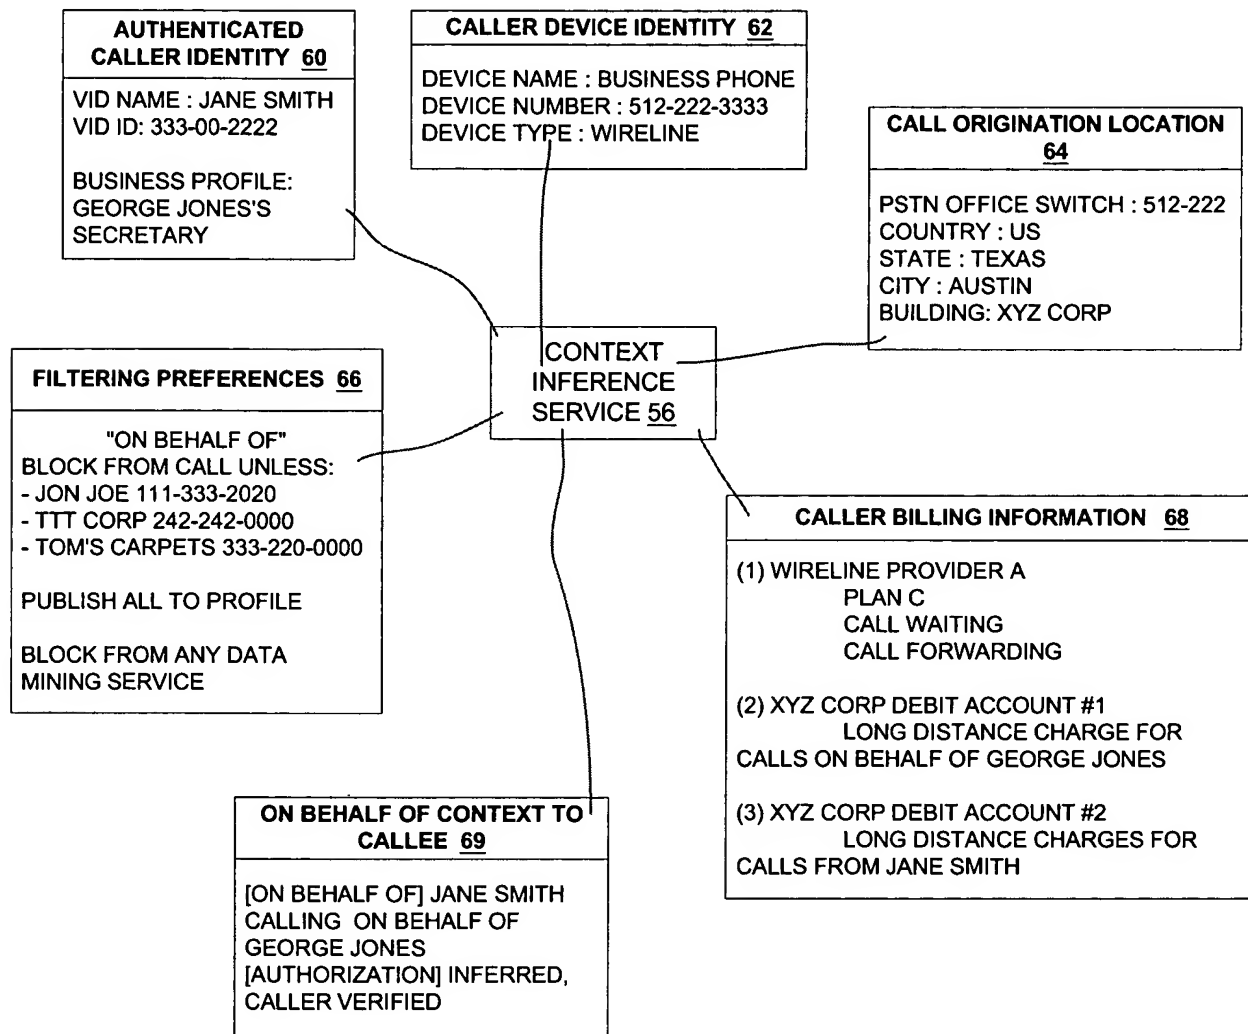 AUTHENTICATED
CALLER IDENTITY 60
VID NAME : JANE SMITH
VID ID: 333-00-2222
BUSINESS PROFILE:
GEORGE JONES'S
SECRETARY
CALLER DEVICE IDENTITY 62
DEVICE NAME : BUSINESS PHONE
DEVICE NUMBER : 512-222-3333
DEVICE TYPE : WIRELINE
CALL ORIGINATION LOCATION
64
PSTN OFFICE SWITCH : 512-222
COUNTRY : US
STATE : TEXAS
CITY : AUSTIN
BUILDING: XYZ CORP
CONTEXT
INFERENCE
SERVICE 56
FILTERING PREFERENCES 66
"ON BEHALF OF"
BLOCK FROM CALL UNLESS:
- JON JOE 111-333-2020
- TTT CORP 242-242-0000
- TOM'S CARPETS 333-220-0000
PUBLISH ALL TO PROFILE
BLOCK FROM ANY DATA
MINING SERVICE
CALLER BILLING INFORMATION 68
(1) WIRELINE PROVIDER A
PLAN C
CALL WAITING
CALL FORWARDING
(2) XYZ CORP DEBIT ACCOUNT #1
LONG DISTANCE CHARGE FOR
CALLS ON BEHALF OF GEORGE JONES
(3) XYZ CORP DEBIT ACCOUNT #2
LONG DISTANCE CHARGES FOR
CALLS FROM JANE SMITH
ON BEHALF OF CONTEXT TO
CALLEE 69
[ON BEHALF OF] JANE SMITH
CALLING ON BEHALF OF
GEORGE JONES
[AUTHORIZATION] INFERRED,
CALLER VERIFIED